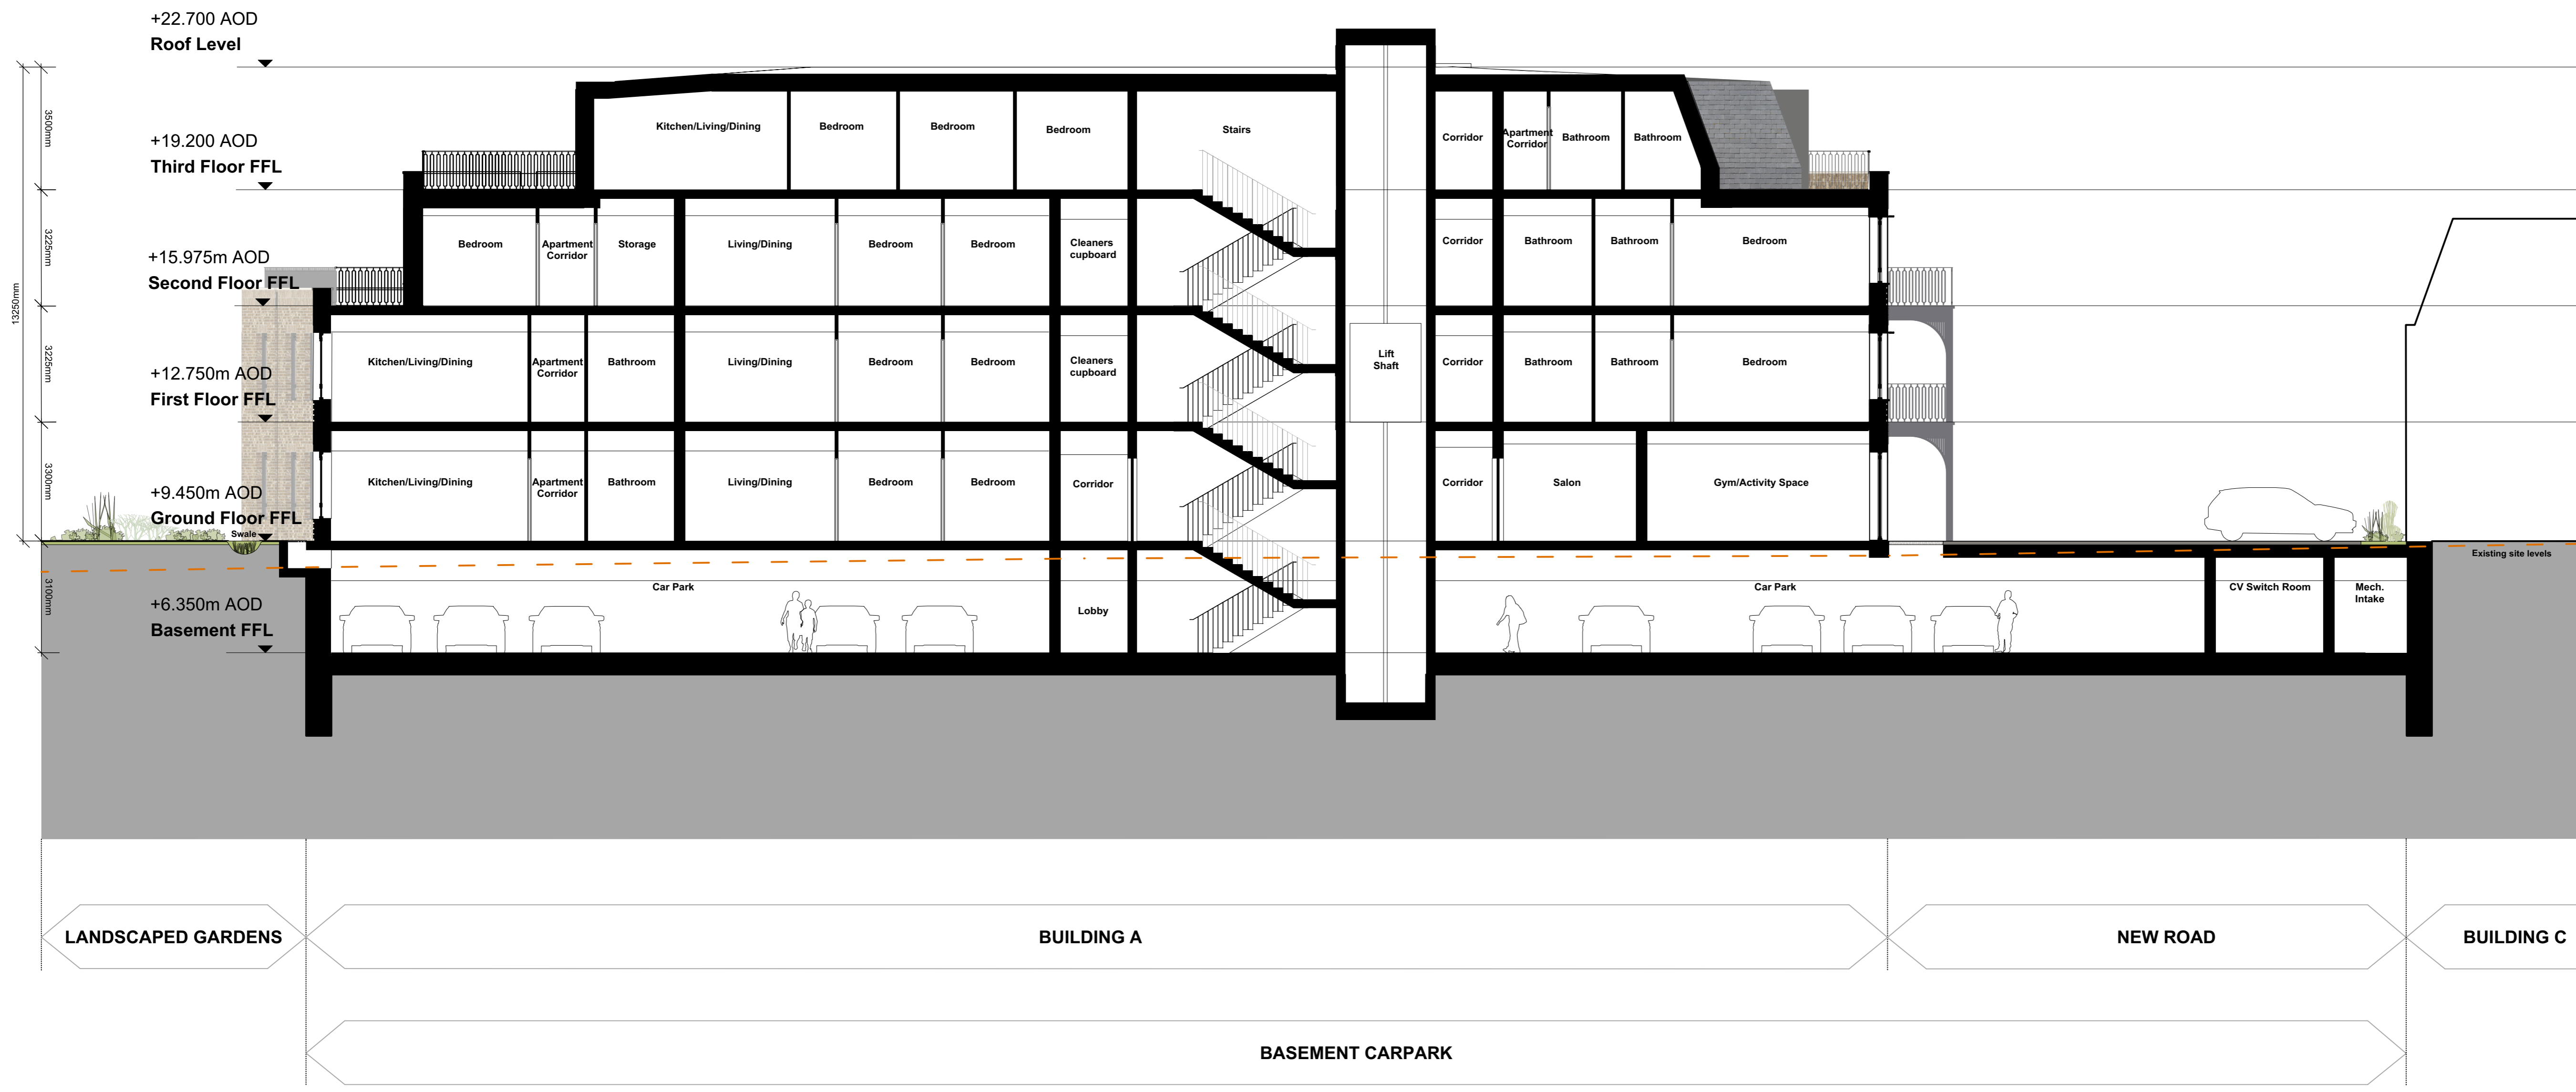 +22.700 AOD
Roof Level
3500mm
Kitchen/Living/Dining
Bedroom
Bedroom
Bedroom
Stairs
Corridor
Apartment
Corridor
Bathroom
Bathroom
+19.200 AOD
Third Floor FFL
3225mm
Bedroom
Apartment
Corridor
Storage
Living/Dining
Bedroom
Bedroom
Cleaners
cupboard
Corridor
Bathroom
Bathroom
Bedroom
+15.975m AOD
Second Floor FFL
13250mm
3225mm
Kitchen/Living/Dining
Apartment
Corridor
Bathroom
Living/Dining
Bedroom
Bedroom
Cleaners
cupboard
Lift
Shaft
Corridor
Bathroom
Bathroom
Bedroom
+12.750m AOD
First Floor FFL
3300mm
Kitchen/Living/Dining
Apartment
Corridor
Bathroom
Living/Dining
Bedroom
Bedroom
Corridor
Corridor
Salon
Gym/Activity Space
+9.450m AOD
Ground Floor FFL
Swale
Existing site levels
3100mm
Car Park
Lobby
Car Park
CV Switch Room
Mech.
Intake
+6.350m AOD
Basement FFL
LANDSCAPED GARDENS
BUILDING A
NEW ROAD
BUILDING C
BASEMENT CARPARK